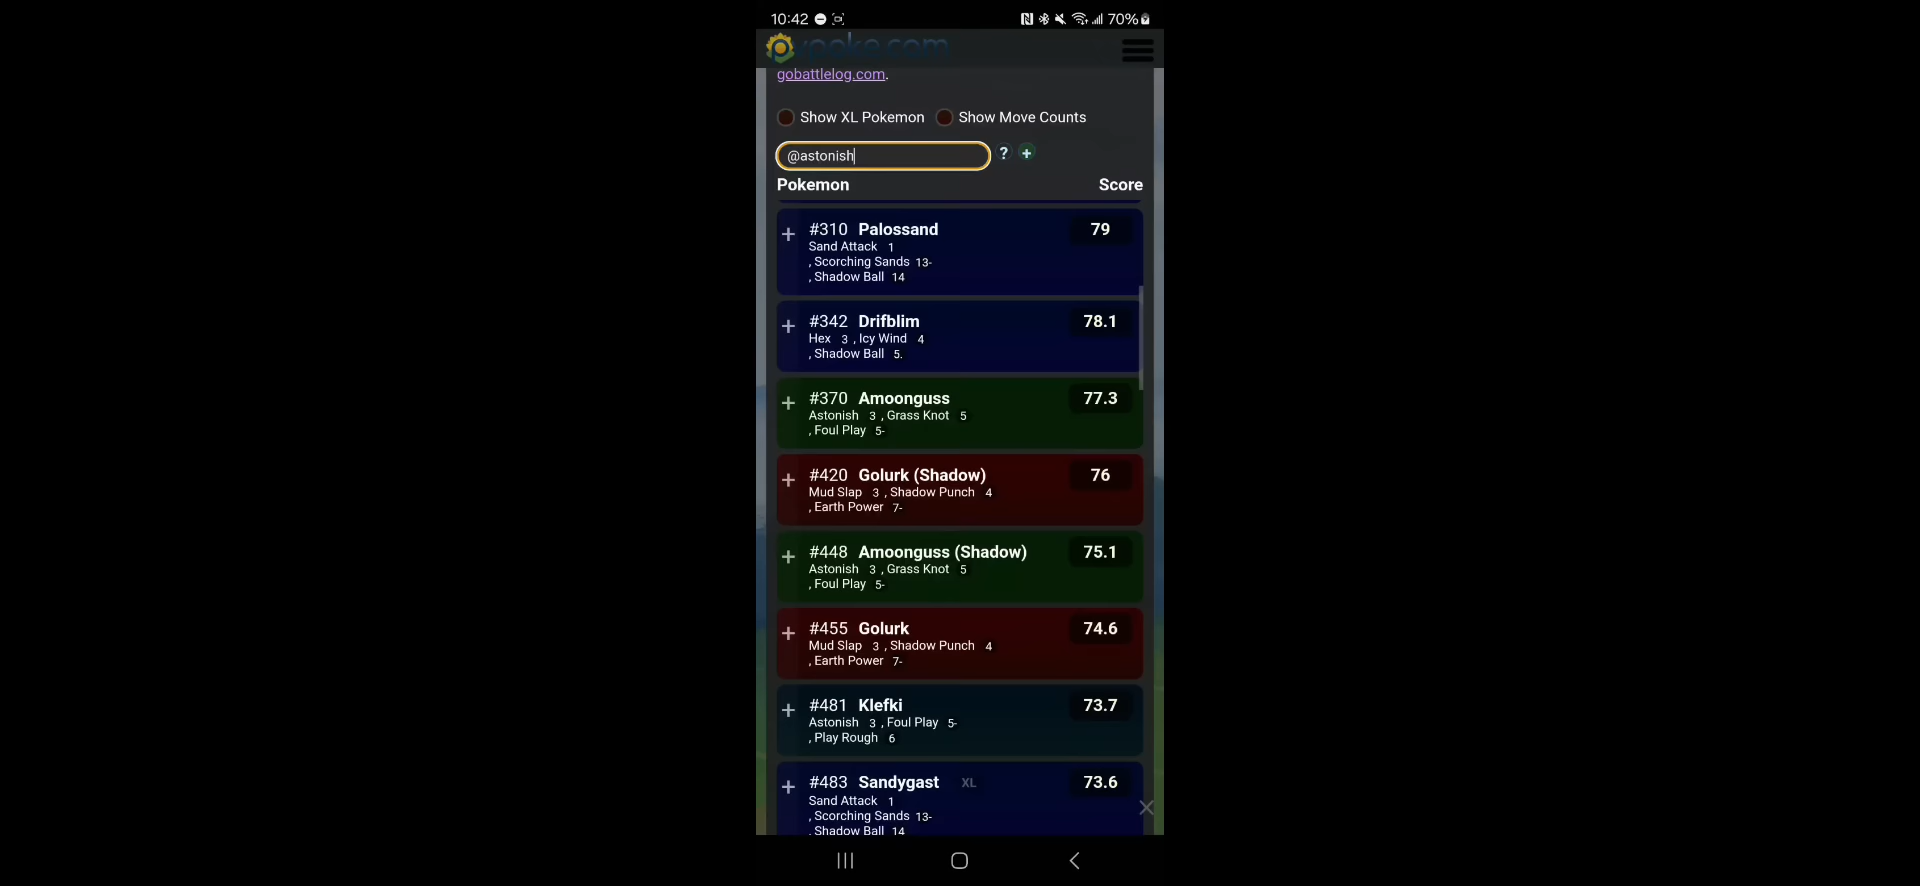 10:42 70%
pvpoke.com
gobattlelog.com.
Show XL Pokemon Show Move Counts
@astonish ? +
Pokemon Score
+ #310 Palossand 79
Sand Attack 1
, Scorching Sands 13-
, Shadow Ball 14
+ #342 Drifblim 78.1
Hex 3 , Icy Wind 4
, Shadow Ball 5.
+ #370 Amoonguss 77.3
Astonish 3 , Grass Knot 5
, Foul Play 5-
+ #420 Golurk (Shadow) 76
Mud Slap 3 , Shadow Punch 4
, Earth Power 7-
+ #448 Amoonguss (Shadow) 75.1
Astonish 3 , Grass Knot 5
, Foul Play 5-
+ #455 Golurk 74.6
Mud Slap 3 , Shadow Punch 4
, Earth Power 7-
+ #481 Klefki 73.7
Astonish 3 , Foul Play 5-
, Play Rough 6
+ #483 Sandygast XL 73.6
Sand Attack 1
, Scorching Sands 13-
, Shadow Ball 14